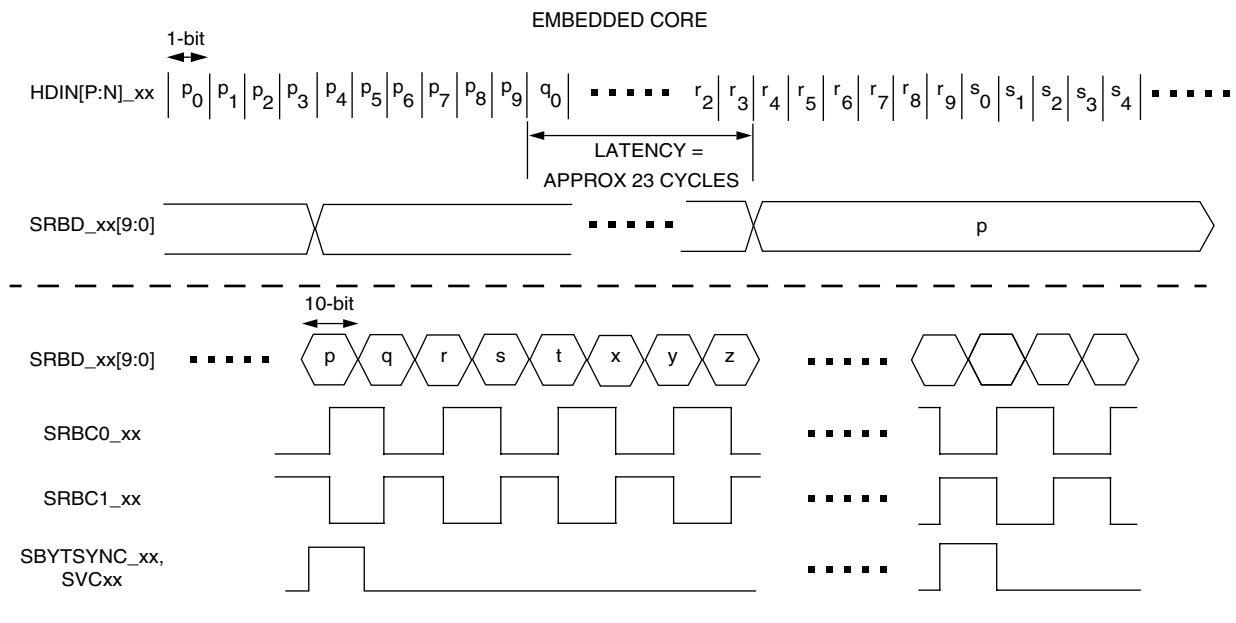 EMBEDDED CORE
1-bit
HDIN[P:N]_xx p0 p1 p2 p3 p4 p5 p6 p7 p8 p9 q0 r2 r3 r4 r5 r6 r7 r8 r9 s0 s1 s2 s3 s4
LATENCY =
APPROX 23 CYCLES
SRBD_xx[9:0] p
10-bit
SRBD_xx[9:0] p q r s t x y z
SRBC0_xx
SRBC1_xx
SBYTSYNC_xx,
SVCxx